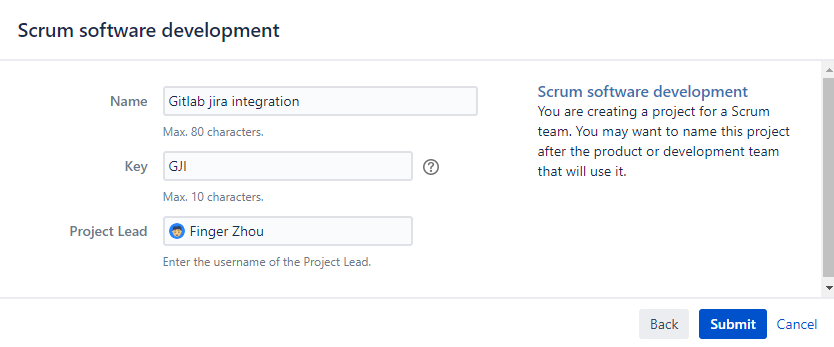 Scrum software development
Name
Gitlab jira integration
Max. 80 characters.
Key
GJI
Max. 10 characters.
Project Lead
Finger Zhou
Enter the username of the Project Lead.
Scrum software development
You are creating a project for a Scrum
team. You may want to name this project
after the product or development team
that will use it.
Back
Submit
Cancel